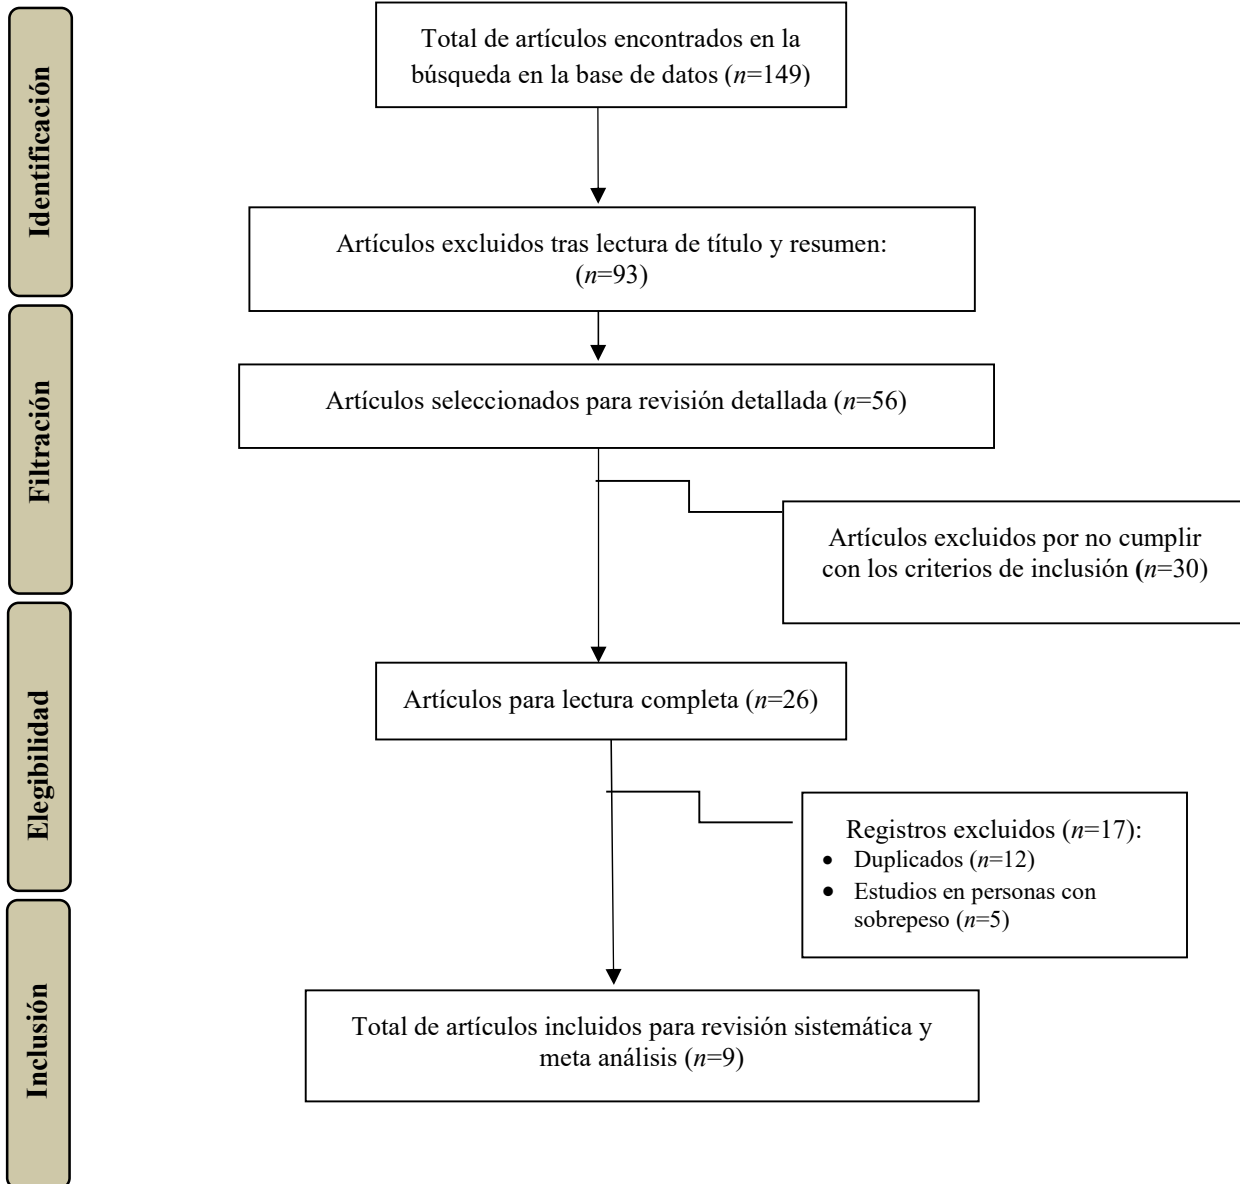 Identificación
Total de artículos encontrados en la
búsqueda en la base de datos (n=149)
Artículos excluidos tras lectura de título y resumen:
(n=93)
Filtración
Artículos seleccionados para revisión detallada (n=56)
Artículos excluidos por no cumplir
con los criterios de inclusión (n=30)
Elegibilidad
Artículos para lectura completa (n=26)
Registros excluidos (n=17):
• Duplicados (n=12)
• Estudios en personas con
sobrepeso (n=5)
Inclusión
Total de artículos incluidos para revisión sistemática y
meta análisis (n=9)